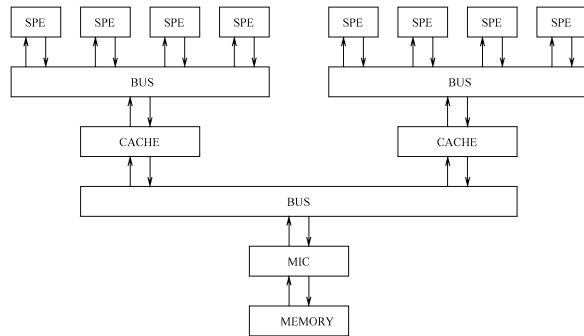 SPE SPE SPE SPE SPE SPE SPE SPE
BUS BUS
CACHE CACHE
BUS
MIC
MEMORY